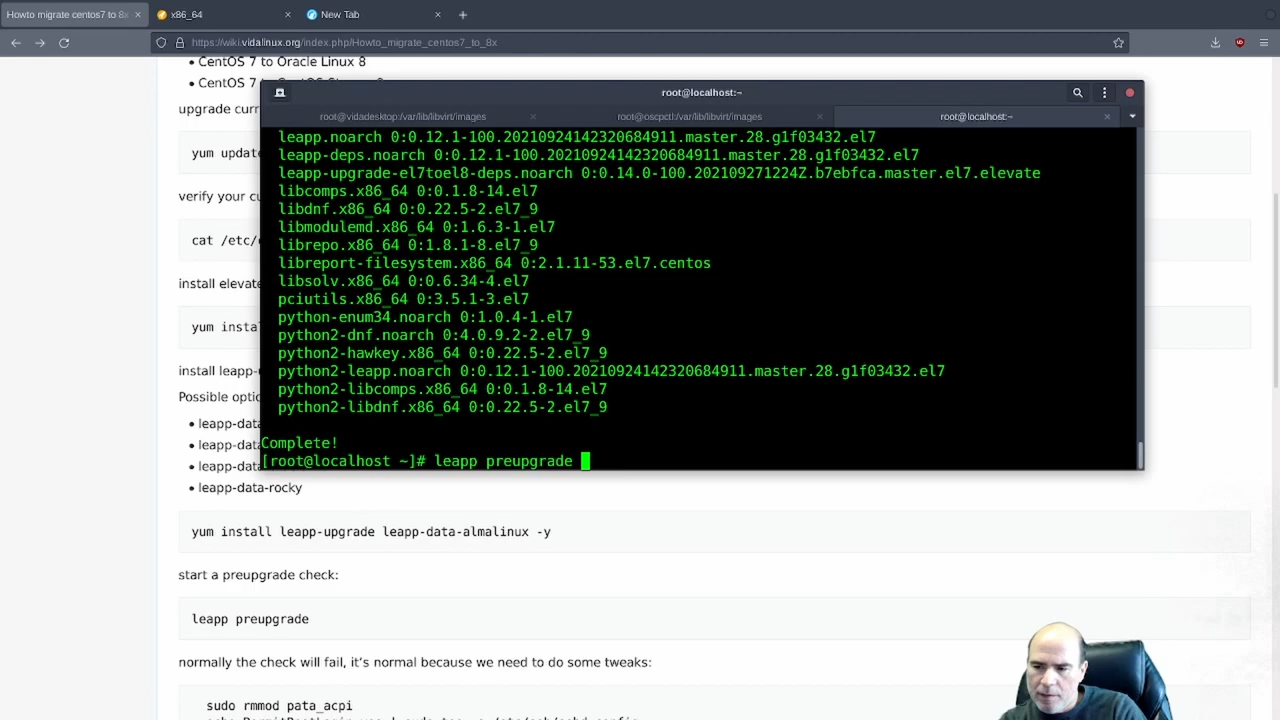 Howto migrate centos7 to 8x
x86_64
New Tab
https://wiki.vidalinux.org/index.php/Howto_migrate_centos7_to_8x
• CentOS 7 to Oracle Linux 8
• CentOS 7
upgrade curr
yum update
verify your cu
cat /etc/
install elevate
yum insta
install leapp-u
Possible optio
• leapp-data
• leapp-data
• leapp-data
• leapp-data-rocky
yum install leapp-upgrade leapp-data-almalinux -y
start a preupgrade check:
leapp preupgrade
normally the check will fail, it's normal because we need to do some tweaks:
sudo rmmod pata_acpi
root@localhost:~
root@vidadesktop:/var/lib/libvirt/images
root@oscpctl:/var/lib/libvirt/images
root@localhost:~
leapp.noarch 0:0.12.1-100.20210924142320684911.master.28.g1f03432.el7
leapp-deps.noarch 0:0.12.1-100.20210924142320684911.master.28.g1f03432.el7
leapp-upgrade-el7toel8-deps.noarch 0:0.14.0-100.202109271224Z.b7ebfca.master.el7.elevate
libcomps.x86_64 0:0.1.8-14.el7
libdnf.x86_64 0:0.22.5-2.el7_9
libmodulemd.x86_64 0:1.6.3-1.el7
librepo.x86_64 0:1.8.1-8.el7_9
libreport-filesystem.x86_64 0:2.1.11-53.el7.centos
libsolv.x86_64 0:0.6.34-4.el7
pciutils.x86_64 0:3.5.1-3.el7
python-enum34.noarch 0:1.0.4-1.el7
python2-dnf.noarch 0:4.0.9.2-2.el7_9
python2-hawkey.x86_64 0:0.22.5-2.el7_9
python2-leapp.noarch 0:0.12.1-100.20210924142320684911.master.28.g1f03432.el7
python2-libcomps.x86_64 0:0.1.8-14.el7
python2-libdnf.x86_64 0:0.22.5-2.el7_9
Complete!
[root@localhost ~]# leapp preupgrade